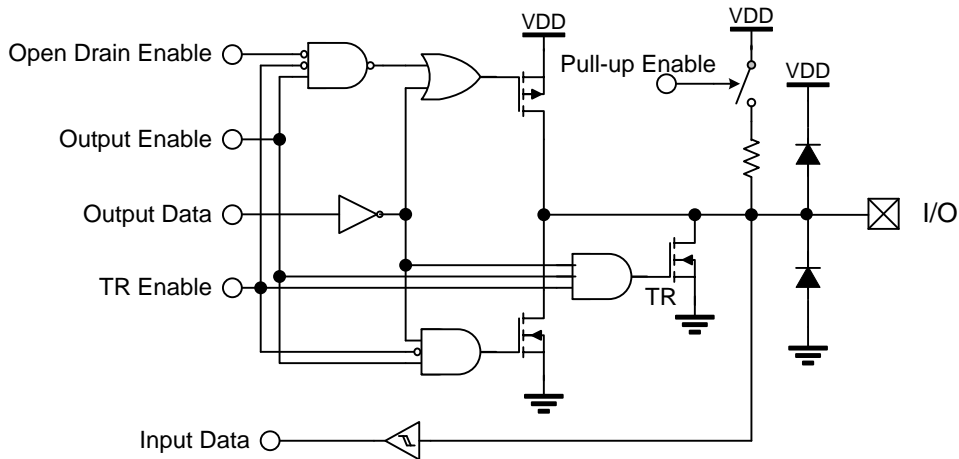 VDD
VDD
Open Drain Enable
Pull-up Enable
VDD
Output Enable
Output Data
I/O
TR Enable
TR
Input Data